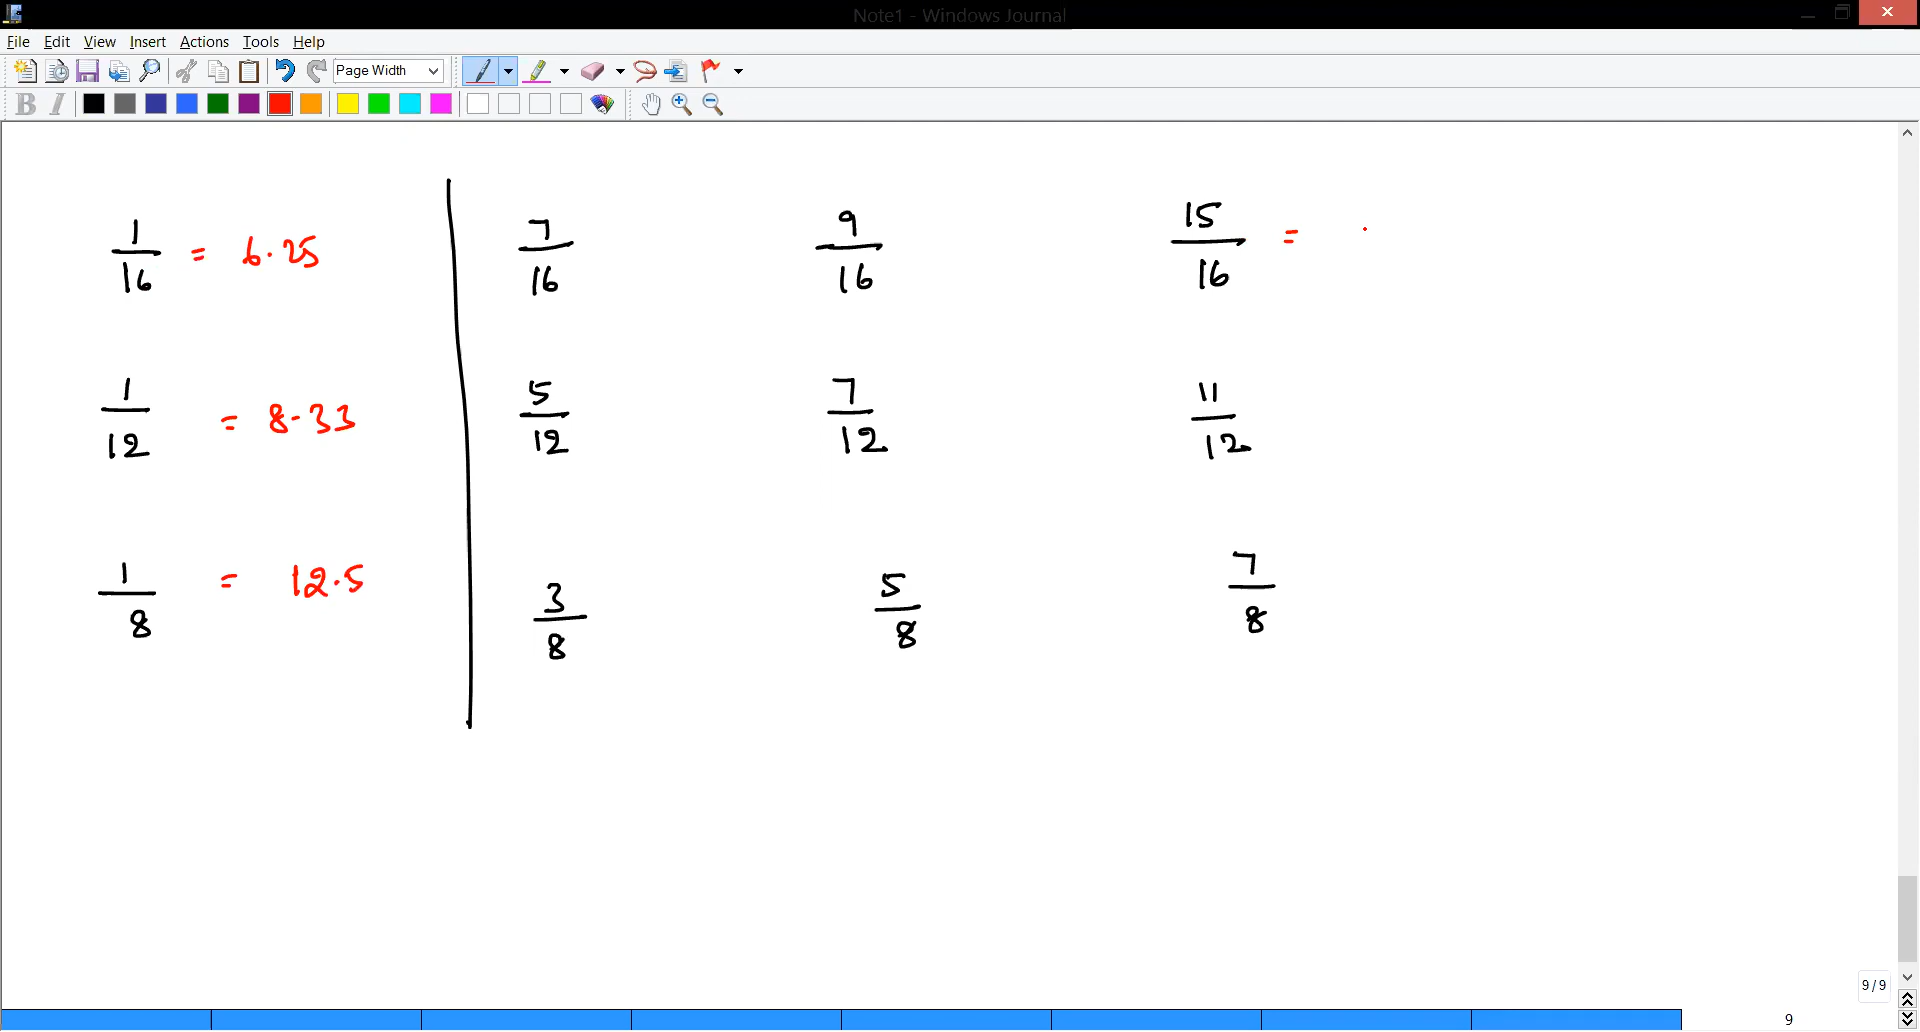 Note1 - Windows Journal
File Edit View Insert Actions Tools Help
Page Width
B I
1/16 = 6.25
7/16
9/16
15/16 =
1/12 = 8.33
5/12
7/12
11/12
1/8 = 12.5
3/8
5/8
7/8
9/9
9